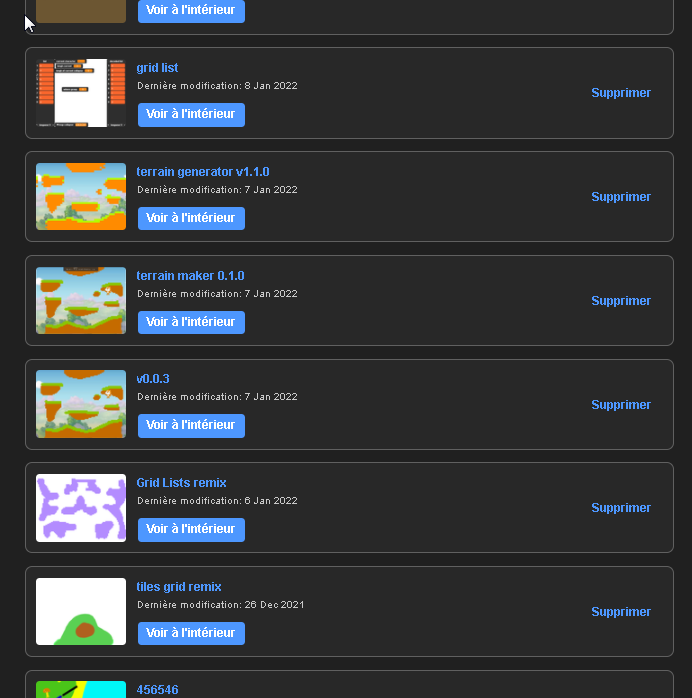 Voir à l'intérieur
grid list
Dernière modification: 8 Jan 2022
Voir à l'intérieur
Supprimer
terrain generator v1.1.0
Dernière modification: 7 Jan 2022
Voir à l'intérieur
Supprimer
terrain maker 0.1.0
Dernière modification: 7 Jan 2022
Voir à l'intérieur
Supprimer
v0.0.3
Dernière modification: 7 Jan 2022
Voir à l'intérieur
Supprimer
Grid Lists remix
Dernière modification: 6 Jan 2022
Voir à l'intérieur
Supprimer
tiles grid remix
Dernière modification: 26 Dec 2021
Voir à l'intérieur
Supprimer
456546